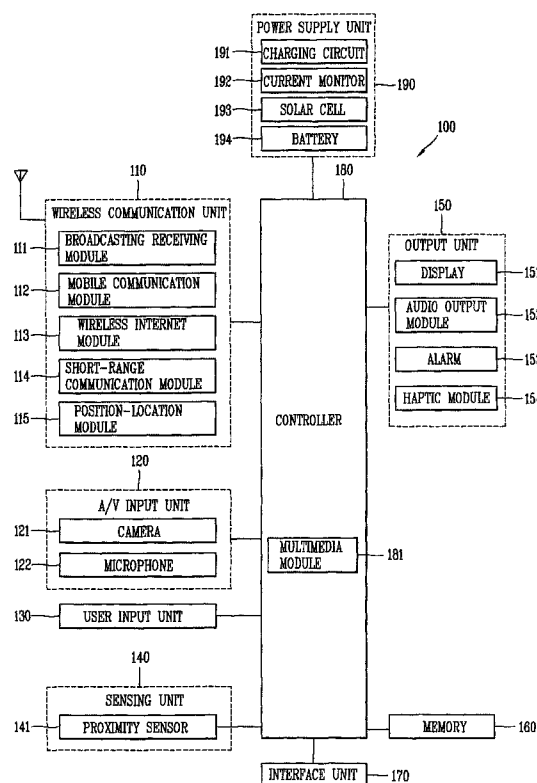 POWER SUPPLY UNIT
191
CHARGING CIRCUIT
192
CURRENT MONITOR
190
193
SOLAR CELL
194
BATTERY
100
110
180
WIRELESS COMMUNICATION UNIT
150
111
BROADCASTING RECEIVING
MODULE
OUTPUT UNIT
DISPLAY
112
MOBILE COMMUNICATION
MODULE
AUDIO OUTPUT
MODULE
113
WIRELESS INTERNET
MODULE
ALARM
114
SHORT-RANGE
COMMUNICATION MODULE
HAPTIC MODULE
115
POSITION-LOCATION
MODULE
CONTROLLER
120
A/V INPUT UNIT
121
CAMERA
122
MICROPHONE
MULTIMEDIA
MODULE
181
130
USER INPUT UNIT
140
SENSING UNIT
141
PROXIMITY SENSOR
MEMORY
160
INTERFACE UNIT
170